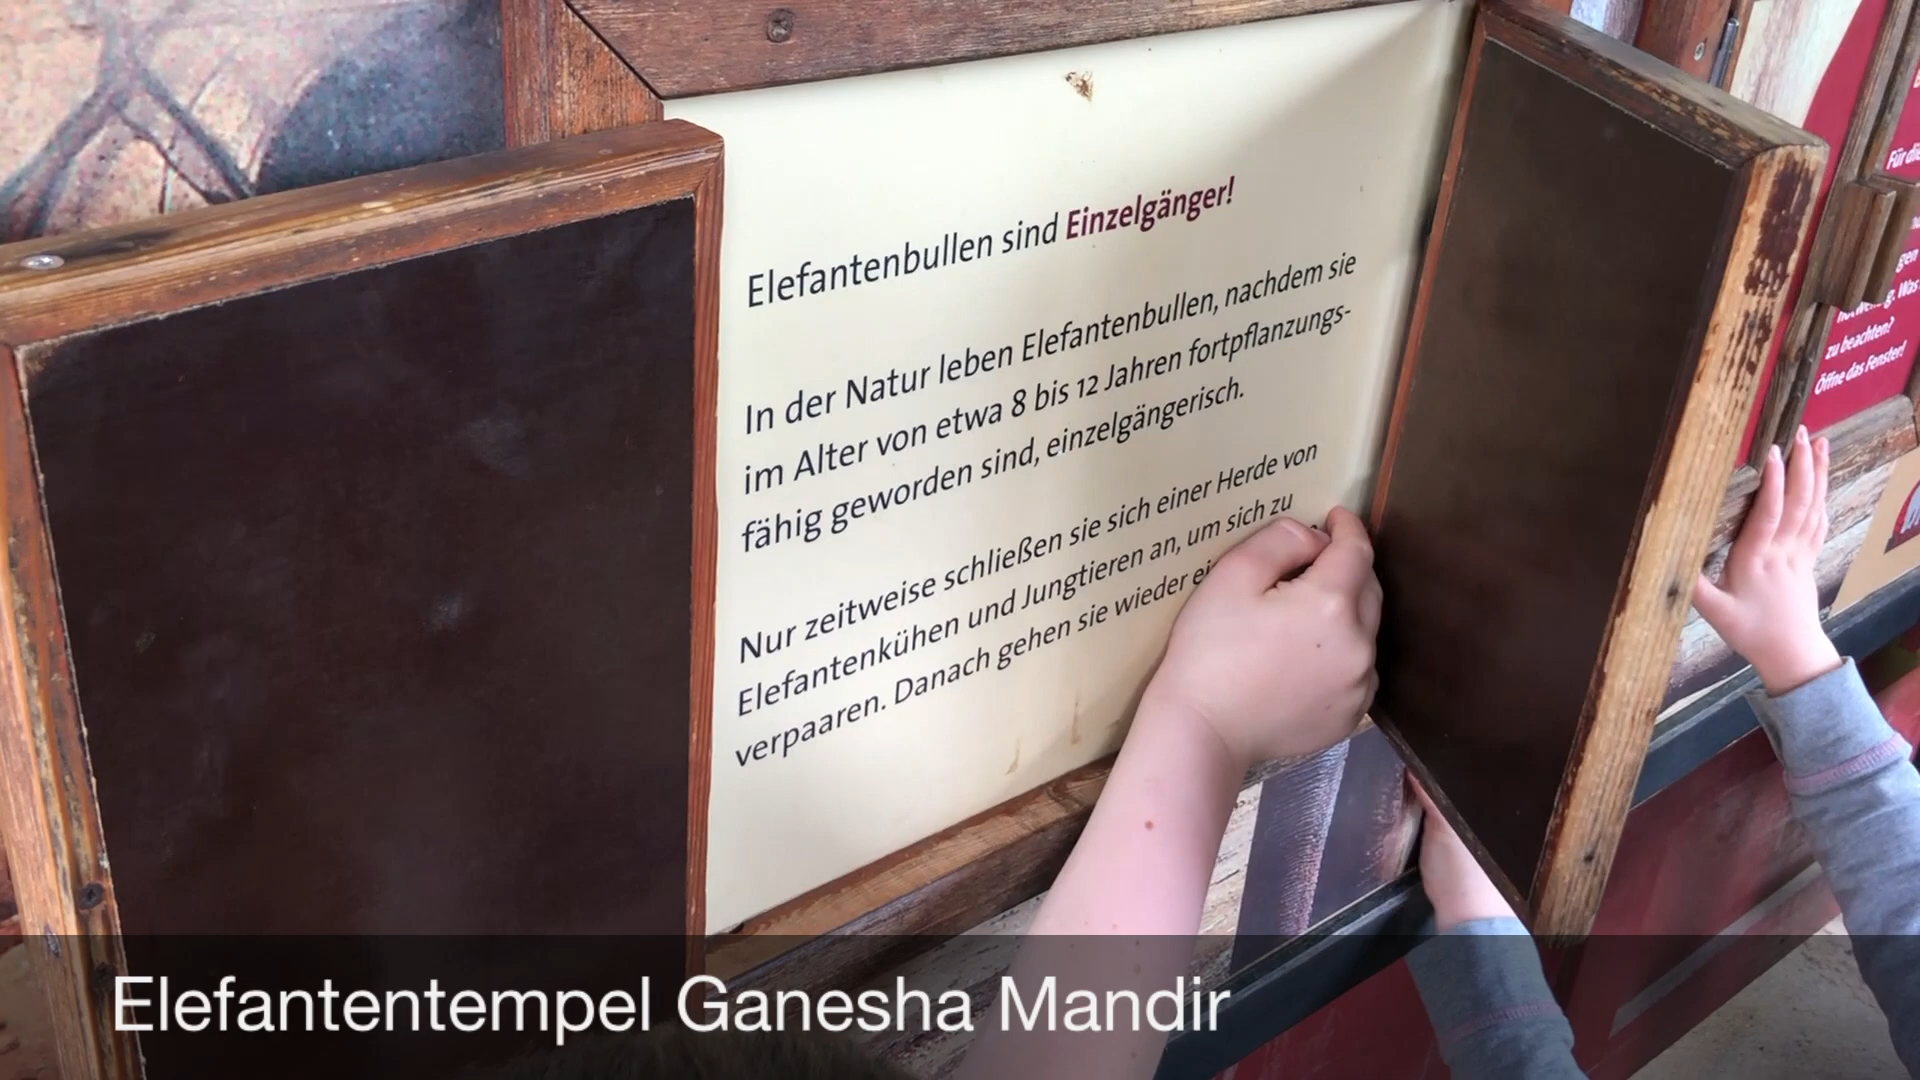 Elefantenbullen sind Einzelgänger!
In der Natur leben Elefantenbullen, nachdem sie
im Alter von etwa 8 bis 12 Jahren fortpflanzungs-
fähig geworden sind, einzelgängerisch.
Nur zeitweise schließen sie sich einer Herde von
Elefantenkühen und Jungtieren an, um sich zu
verpaaren. Danach gehen sie wieder
Für
zu beachten?
Öffne das Fenster!
Elefantentempel Ganesha Mandir